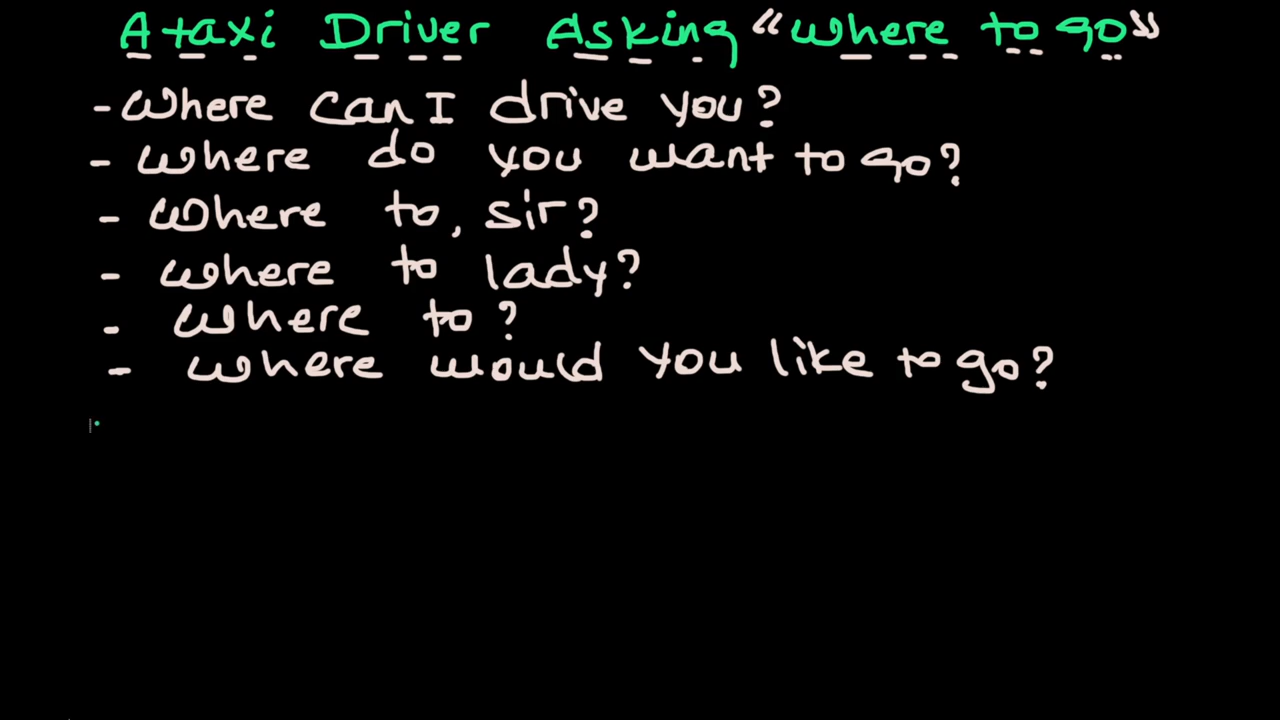 A taxi Driver Asking "where to go"
- Where can I drive you?
- Where do you want to go?
- Where to, sir?
- where to lady?
- Where to?
- Where would you like to go?